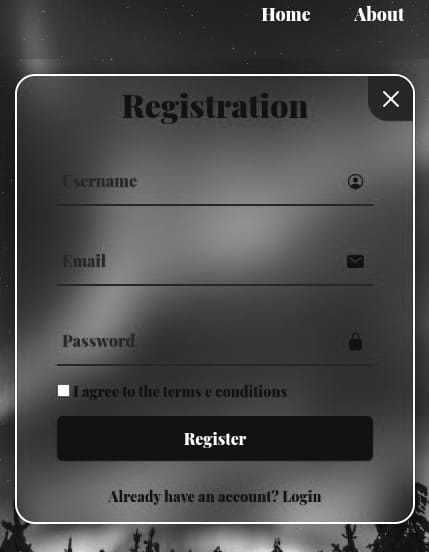 Home About
Registration
Username
Email
Password
I agree to the terms e conditions
Register
Already have an account? Login